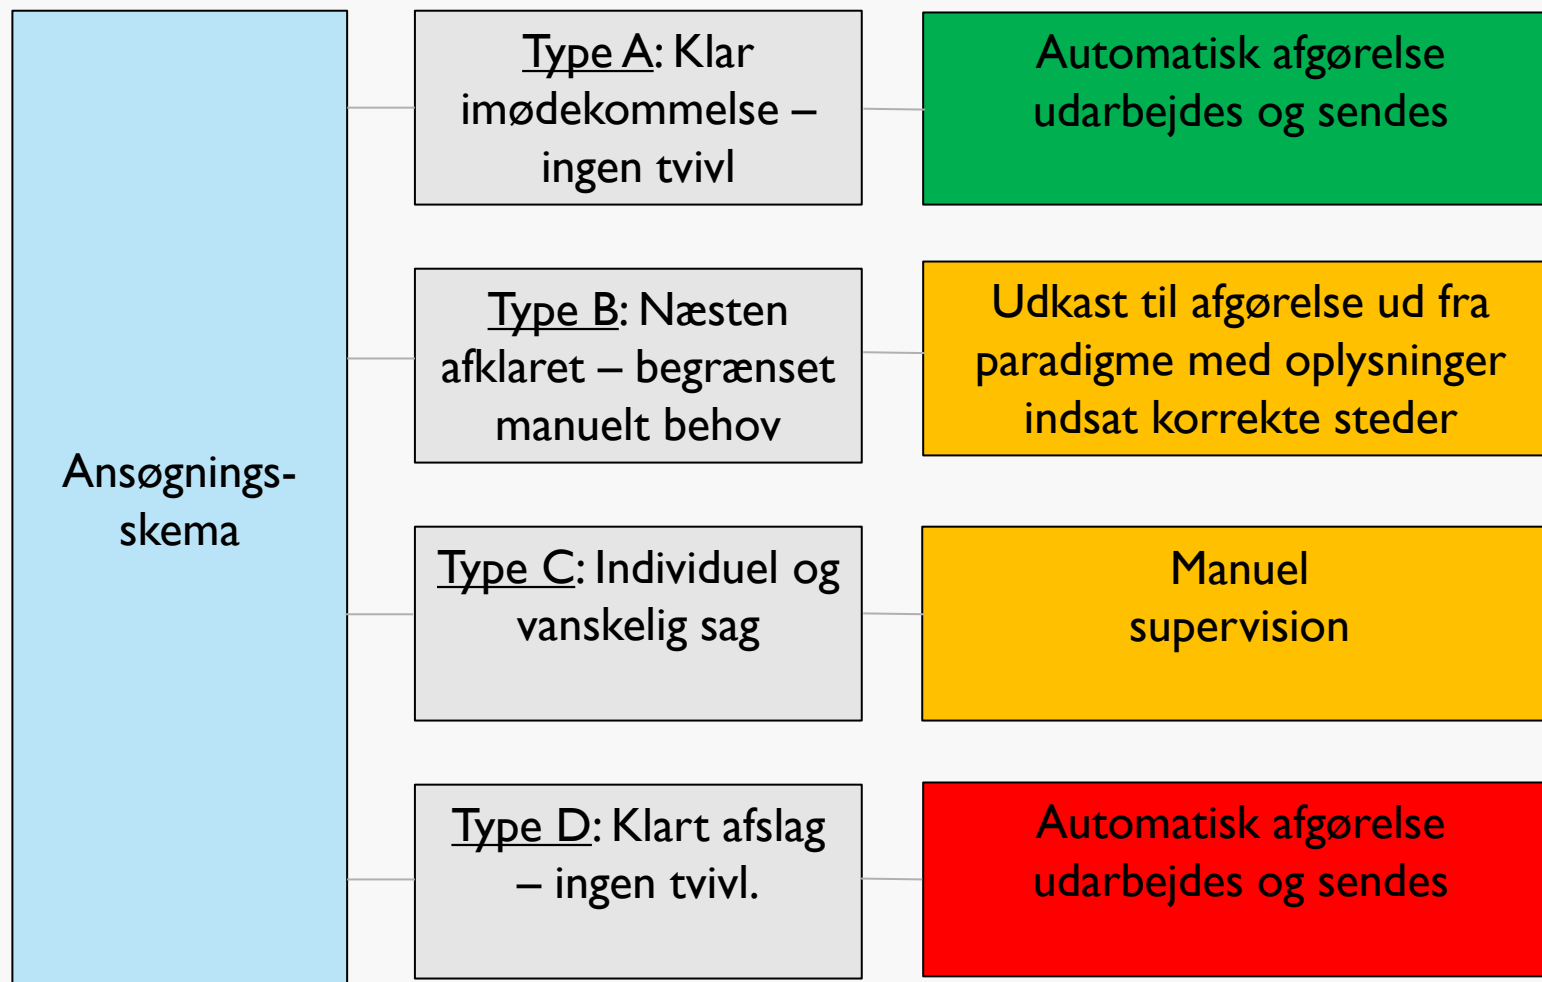 Ansøgnings-
skema
Type A: Klar
imødekommelse –
ingen tvivl
Automatisk afgørelse
udarbejdes og sendes
Type B: Næsten
afklaret – begrænset
manuelt behov
Udkast til afgørelse ud fra
paradigme med oplysninger
indsat korrekte steder
Type C: Individuel og
vanskelig sag
Manuel
supervision
Type D: Klart afslag
– ingen tvivl.
Automatisk afgørelse
udarbejdes og sendes